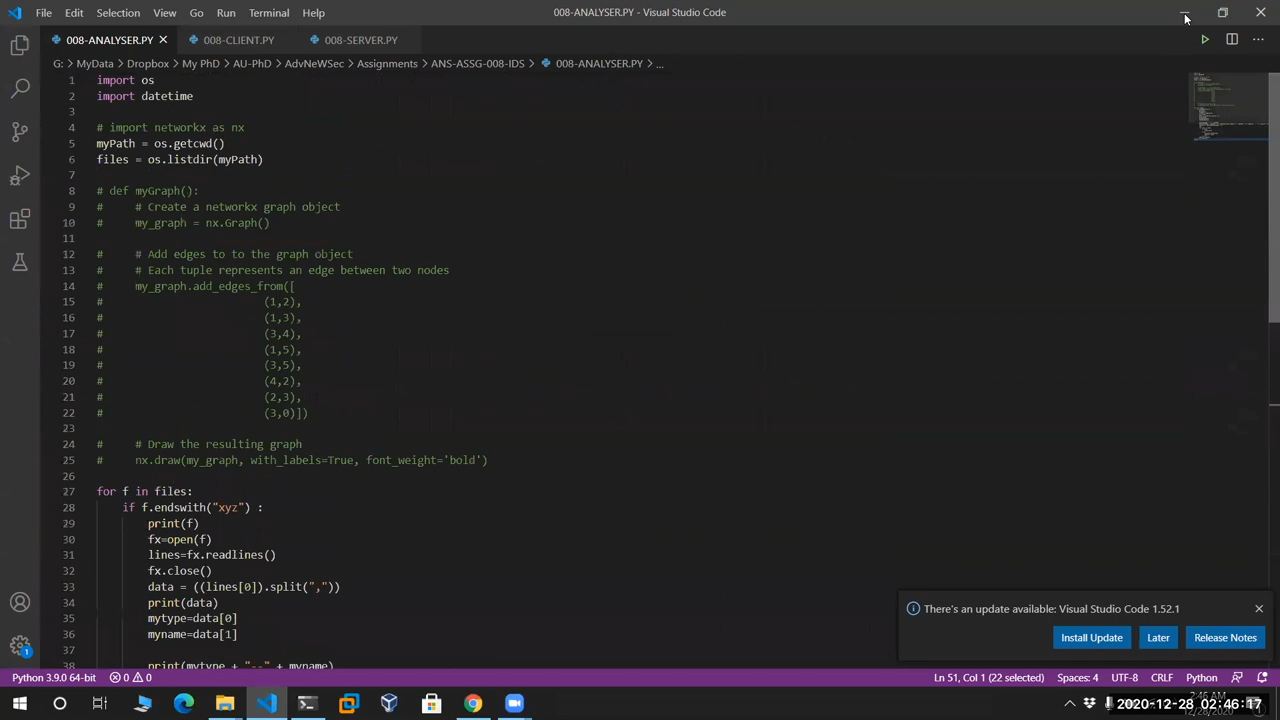 File Edit Selection View Go Run Terminal Help 008-ANALYSER.PY - Visual Studio Code
008-ANALYSER.PY 008-CLIENT.PY 008-SERVER.PY
G: > MyData > Dropbox > My PhD > AU-PhD > AdvNeWSec > Assignments > ANS-ASSG-008-IDS > 008-ANALYSER.PY > ...
1 import os
2 import datetime
3
4 # import networkx as nx
5 myPath = os.getcwd()
6 files = os.listdir(myPath)
7
8 # def myGraph():
9 #     # Create a networkx graph object
10 #     my_graph = nx.Graph()
11
12 #     # Add edges to to the graph object
13 #     # Each tuple represents an edge between two nodes
14 #     my_graph.add_edges_from([
15 #                         (1,2),
16 #                         (1,3),
17 #                         (3,4),
18 #                         (1,5),
19 #                         (3,5),
20 #                         (4,2),
21 #                         (2,3),
22 #                         (3,0)])
23
24 #     # Draw the resulting graph
25 #     nx.draw(my_graph, with_labels=True, font_weight='bold')
26
27 for f in files:
28     if f.endswith("xyz") :
29         print(f)
30         fx=open(f)
31         lines=fx.readlines()
32         fx.close()
33         data = ((lines[0]).split(","))
34         print(data)
35         mytype=data[0]
36         myname=data[1]
37
38         print(mytype + "--" + myname)
There's an update available: Visual Studio Code 1.52.1
Install Update Later Release Notes
Python 3.9.0 64-bit 0 0 Ln 51, Col 1 (22 selected) Spaces: 4 UTF-8 CRLF Python
1
2:46 AM
2020-12-28 02:46:17
12/28/2020